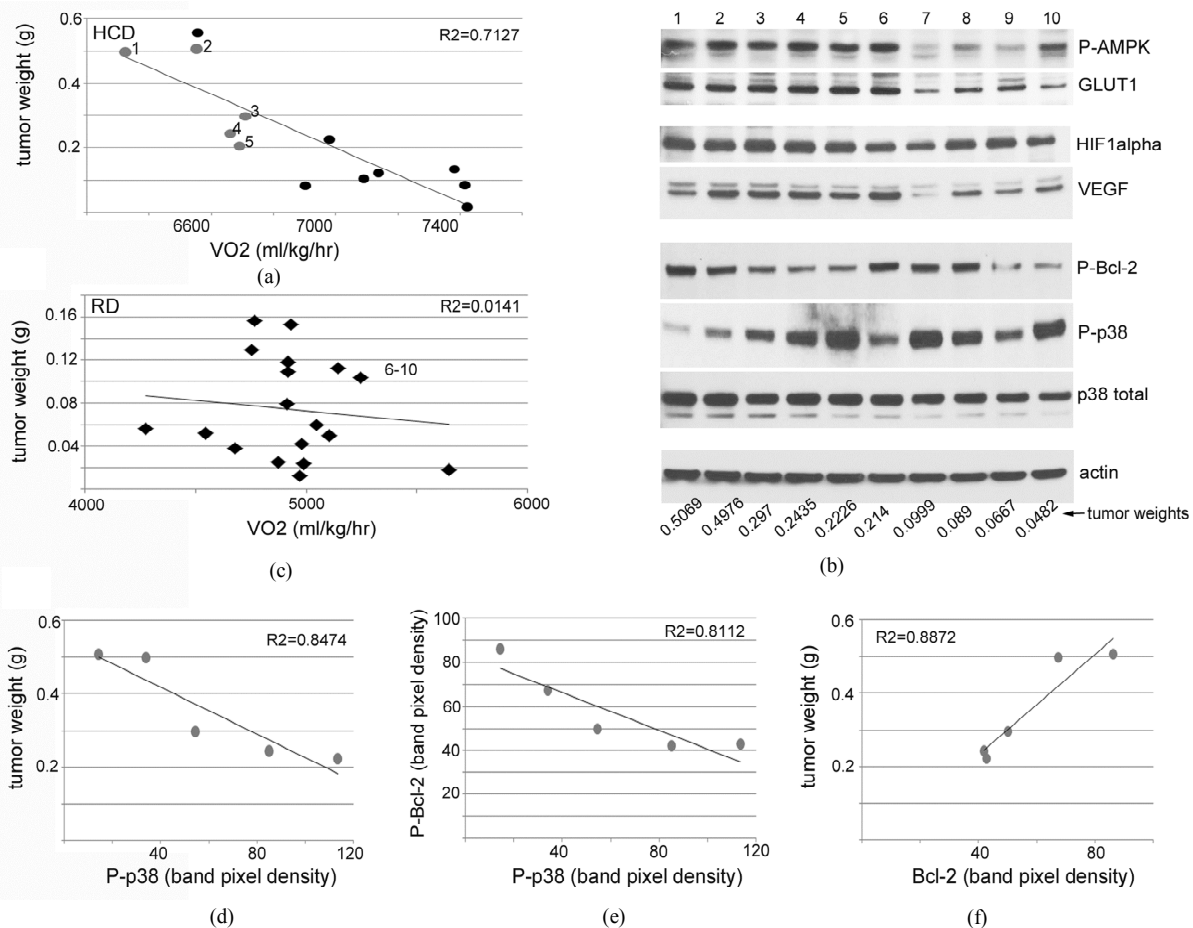 HCD
R2=0.7127
0.6
0.4
0.2
1
2
3
4
5
tumor weight (g)
6600
7000
7400
VO2 (ml/kg/hr)
(a)
RD
R2=0.0141
0.16
0.12
0.08
0.04
6-10
tumor weight (g)
4000
5000
6000
VO2 (ml/kg/hr)
(c)
1 2 3 4 5 6 7 8 9 10
P-AMPK
GLUT1
HIF1alpha
VEGF
P-Bcl-2
P-p38
p38 total
actin
0.5069 0.4976 0.297 0.2435 0.2226 0.214 0.0999 0.089 0.0667 0.0482
tumor weights
(b)
R2=0.8474
0.6
0.4
0.2
tumor weight (g)
40
80
120
P-p38 (band pixel density)
(d)
R2=0.8112
100
80
60
40
20
P-Bcl-2 (band pixel density)
40
80
120
P-p38 (band pixel density)
(e)
R2=0.8872
0.6
0.4
0.2
tumor weight (g)
40
80
Bcl-2 (band pixel density)
(f)